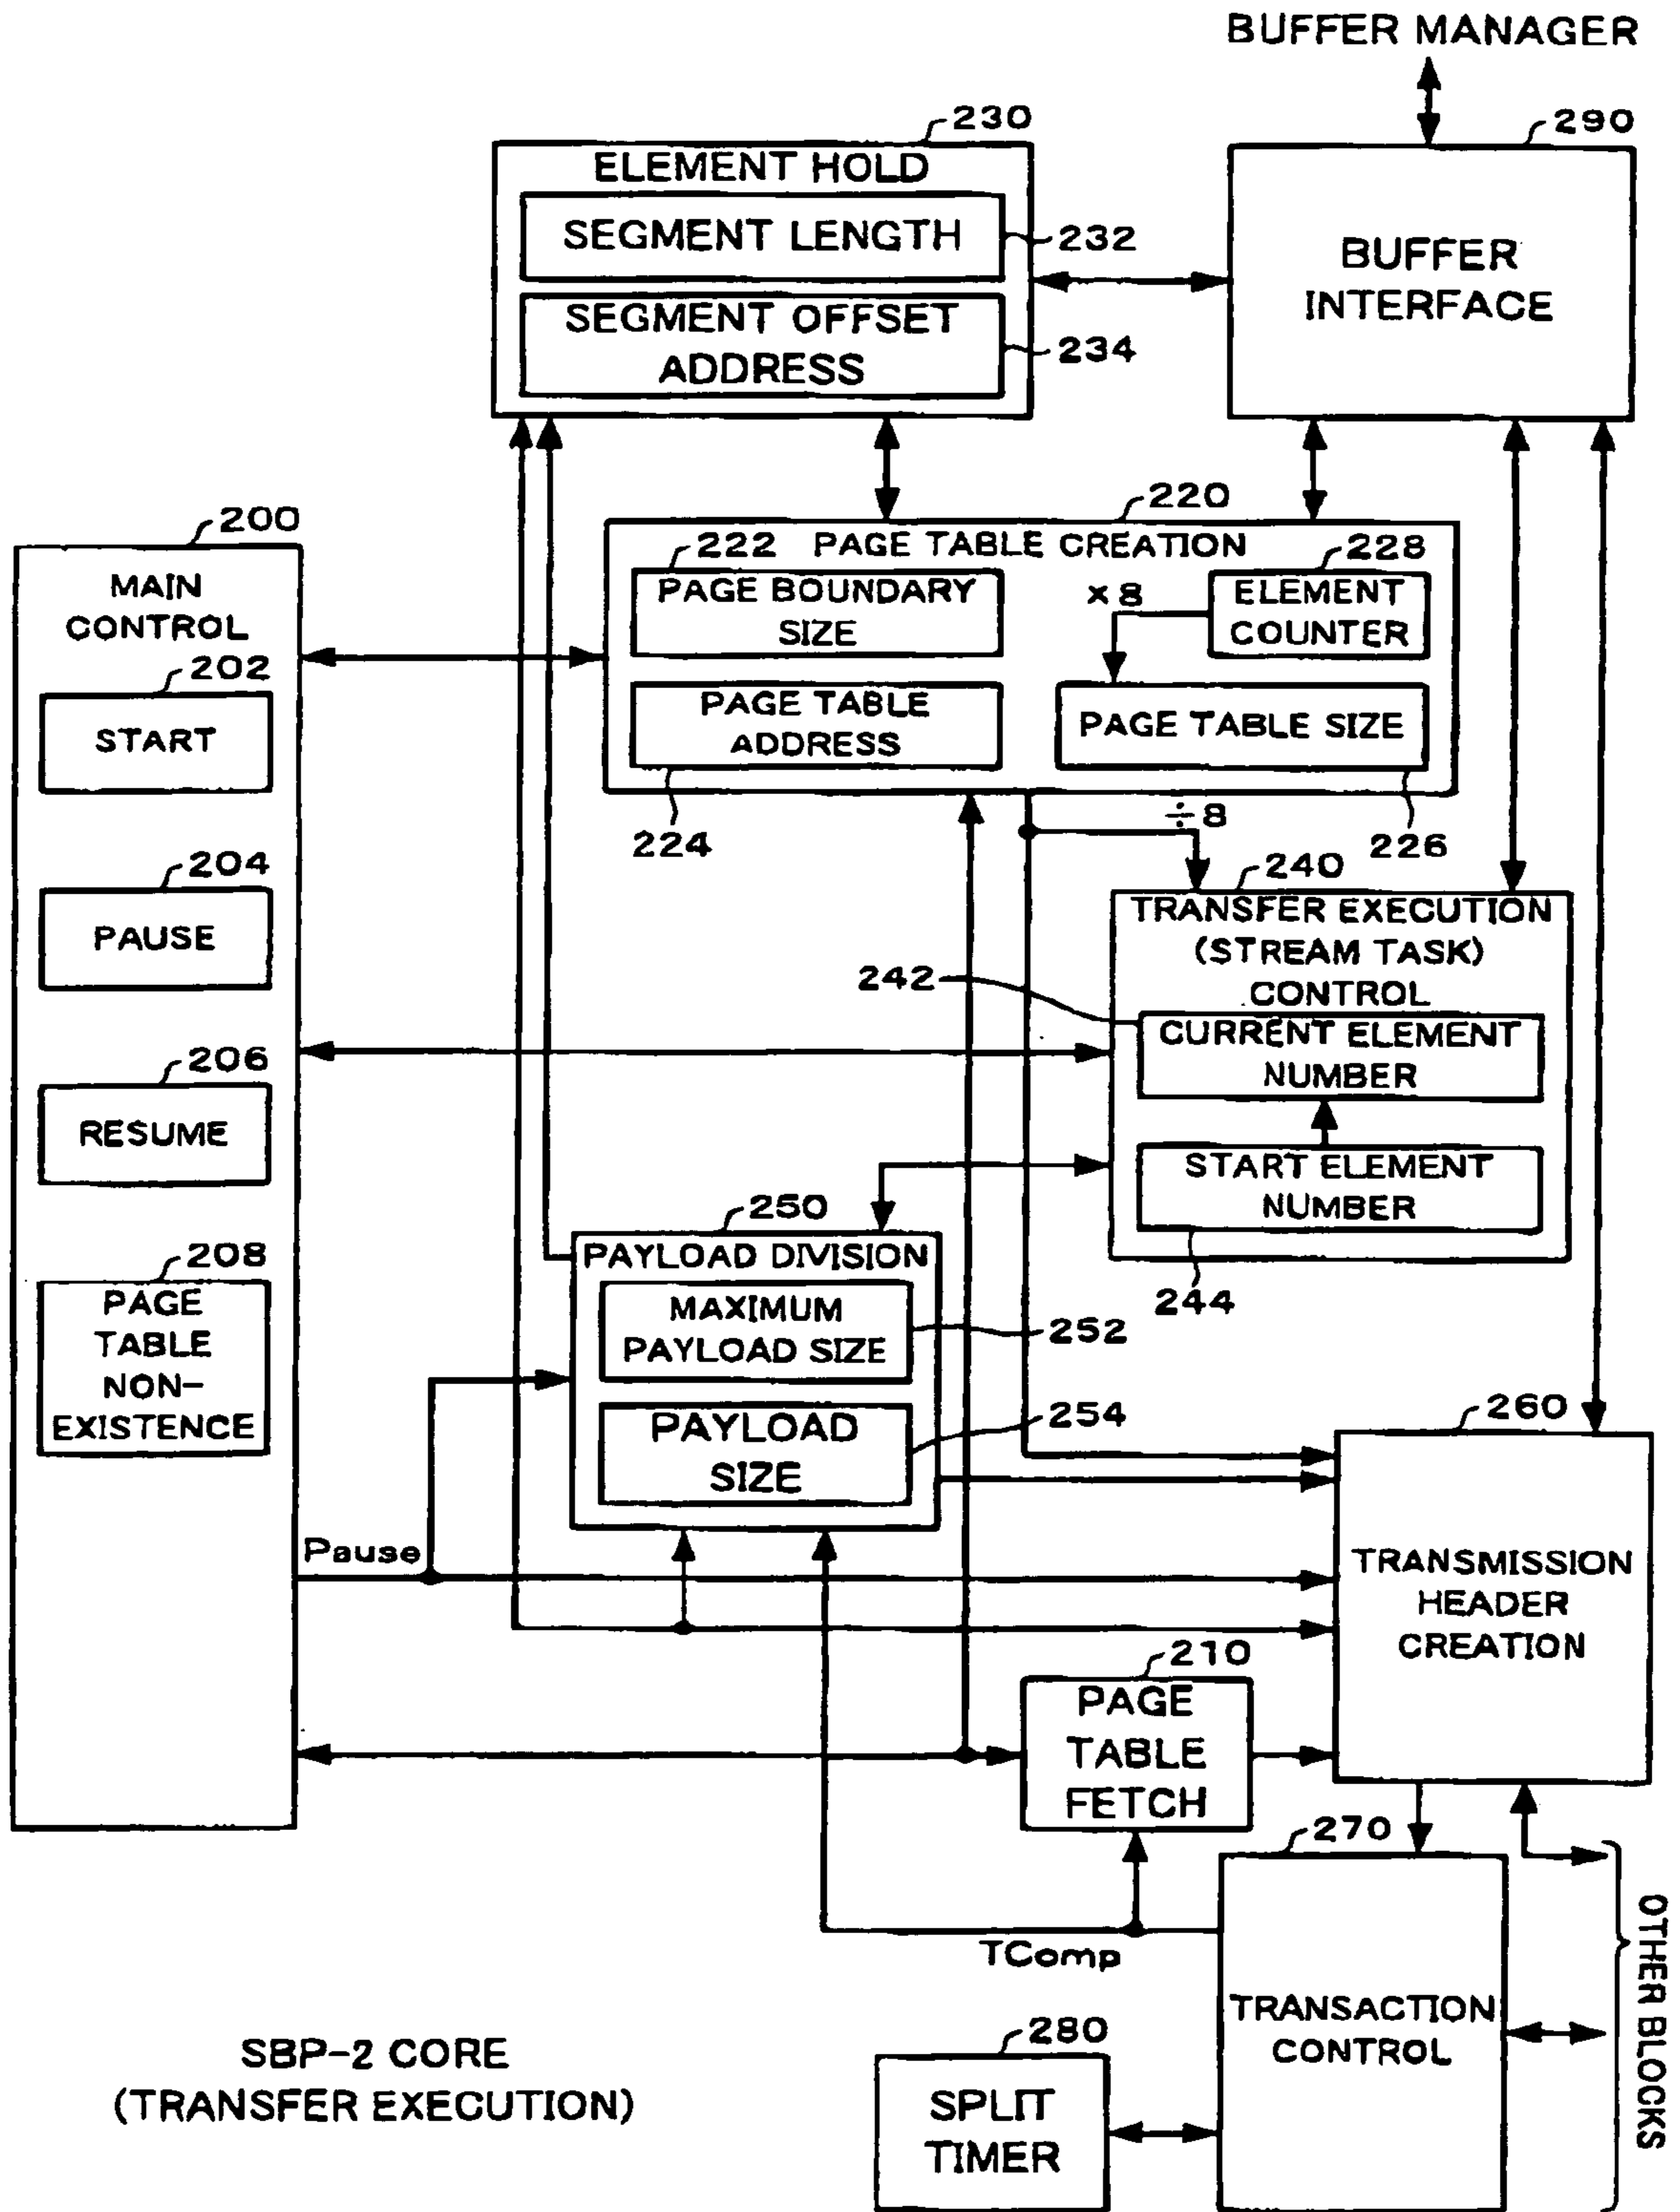 BUFFER MANAGER
230
290
ELEMENT HOLD
SEGMENT LENGTH
232
BUFFER
INTERFACE
SEGMENT OFFSET
ADDRESS
234
200
220
MAIN
CONTROL
222
PAGE TABLE CREATION
228
PAGE BOUNDARY
SIZE
×8
ELEMENT
COUNTER
202
START
PAGE TABLE
ADDRESS
PAGE TABLE SIZE
224
÷8
226
204
PAUSE
240
TRANSFER EXECUTION
(STREAM TASK)
CONTROL
242
CURRENT ELEMENT
NUMBER
206
RESUME
START ELEMENT
NUMBER
244
250
PAYLOAD DIVISION
208
PAGE
TABLE
NON-
EXISTENCE
MAXIMUM
PAYLOAD SIZE
252
PAYLOAD
SIZE
254
260
Pause
TRANSMISSION
HEADER
CREATION
210
PAGE
TABLE
FETCH
270
TComp
OTHER BLOCKS
TRANSACTION
CONTROL
280
SPLIT
TIMER
SBP-2 CORE
(TRANSFER EXECUTION)